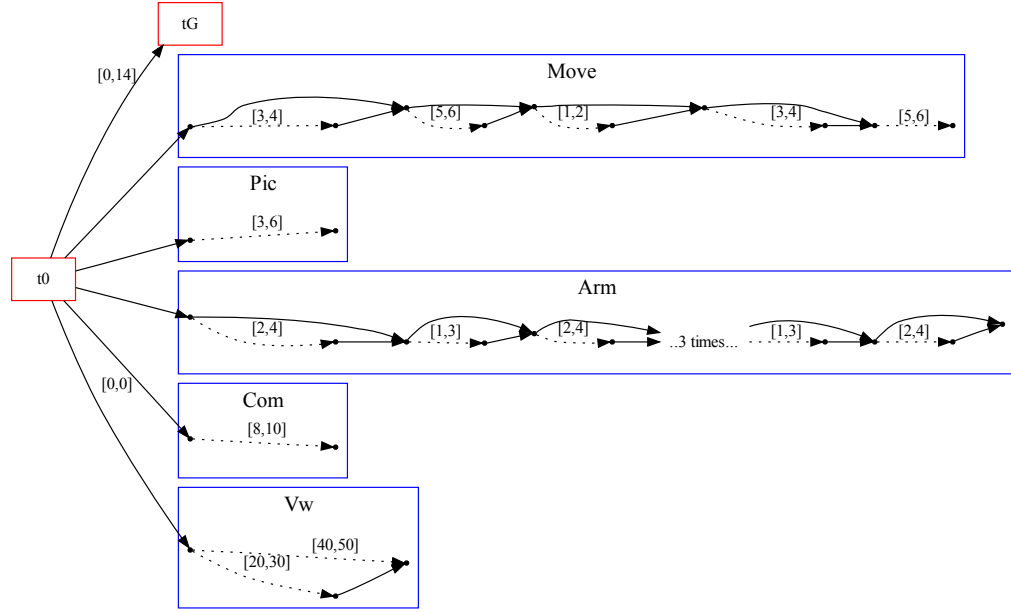 tG
[0,14]
Move
[3,4]
[5,6]
[1,2]
[3,4]
[5,6]
Pic
[3,6]
t0
Arm
[2,4]
[1,3]
[2,4]
..3 times...
[1,3]
[2,4]
[0,0]
Com
[8,10]
Vw
[40,50]
[20,30]